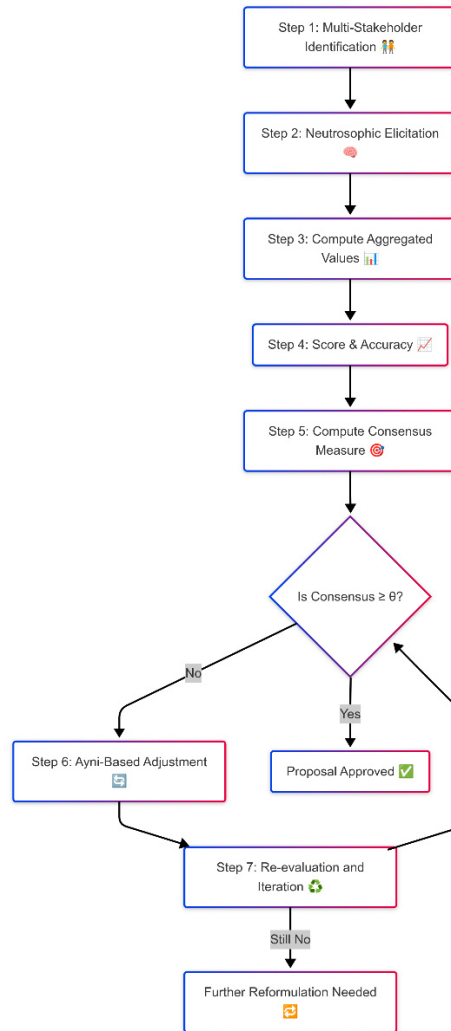 Step 1: Multi-Stakeholder
Identification 🧑‍🤝‍🧑
Step 2: Neutrosophic Elicitation
🧠
Step 3: Compute Aggregated
Values 📊
Step 4: Score & Accuracy 📈
Step 5: Compute Consensus
Measure 🎯
Is Consensus ≥ θ?
No
Yes
Step 6: Ayni-Based Adjustment
🔄
Proposal Approved ✅
Step 7: Re-evaluation and
Iteration ♻️
Still No
Further Reformulation Needed
🔁